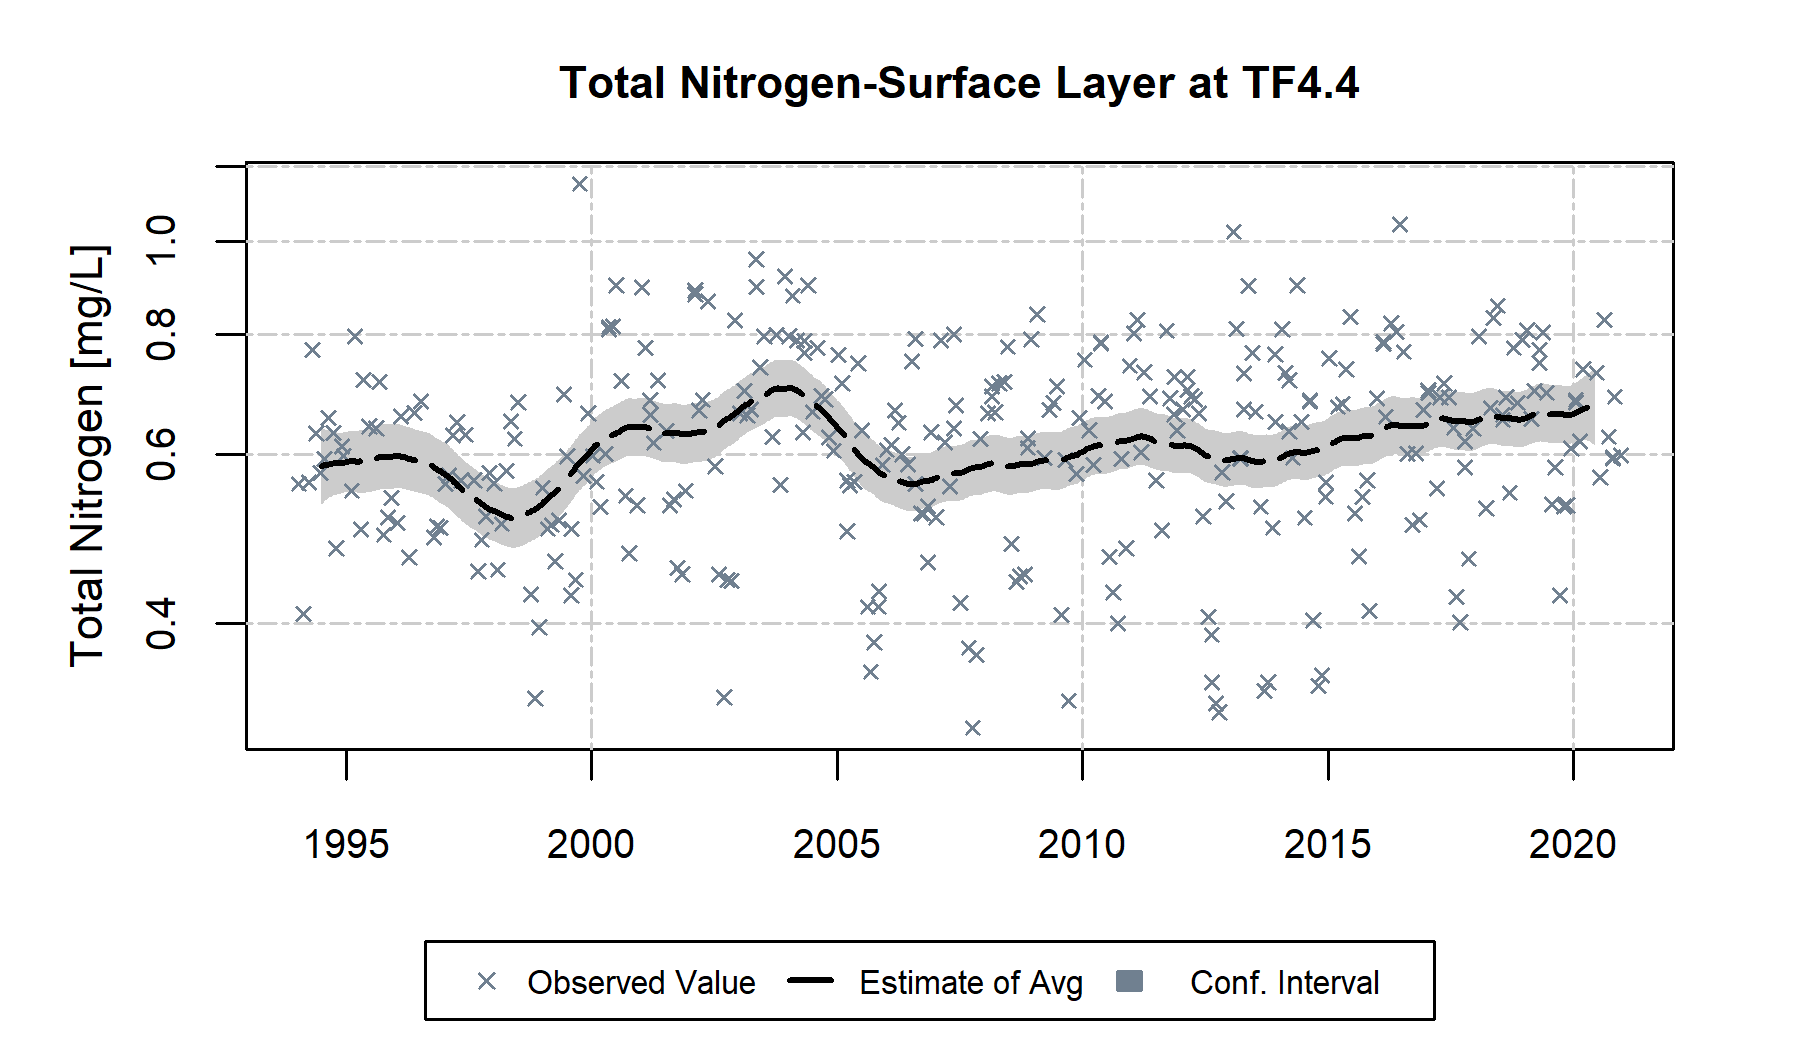 Total Nitrogen-Surface Layer at TF4.4
Total Nitrogen [mg/L]
1.0
0.8
0.6
0.4
1995 2000 2005 2010 2015 2020
Observed Value Estimate of Avg Conf. Interval